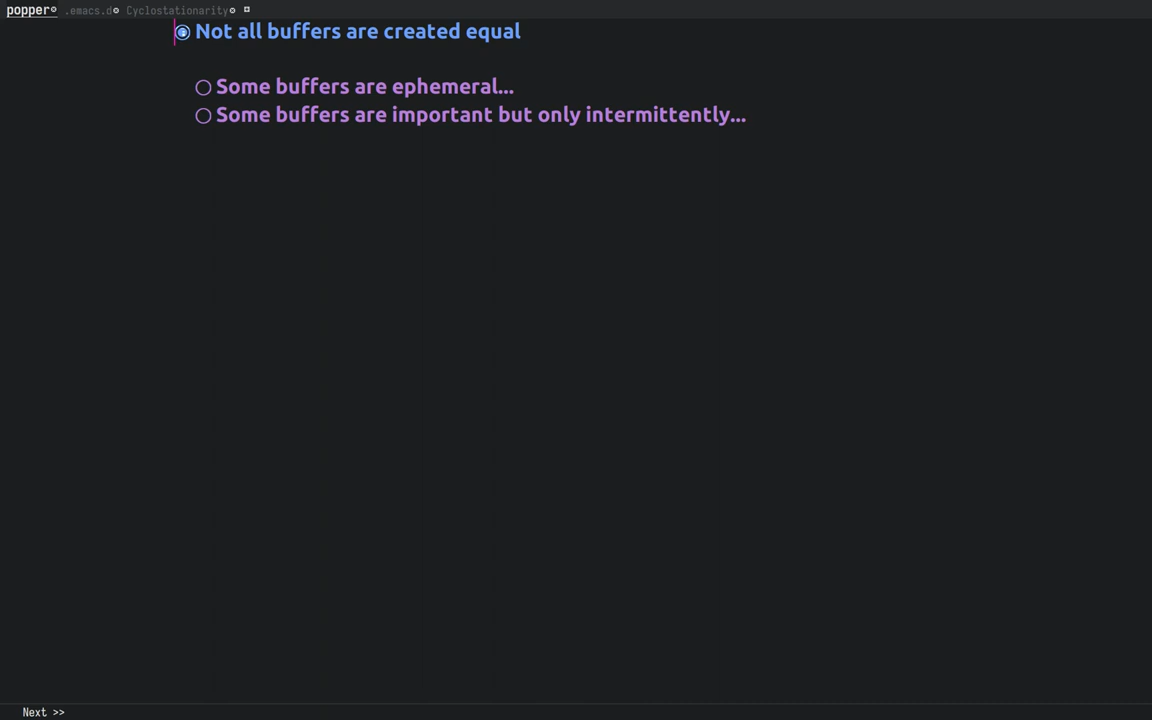 popper .emacs.d Cyclostationarity
Not all buffers are created equal
Some buffers are ephemeral...
Some buffers are important but only intermittently...
Next >>